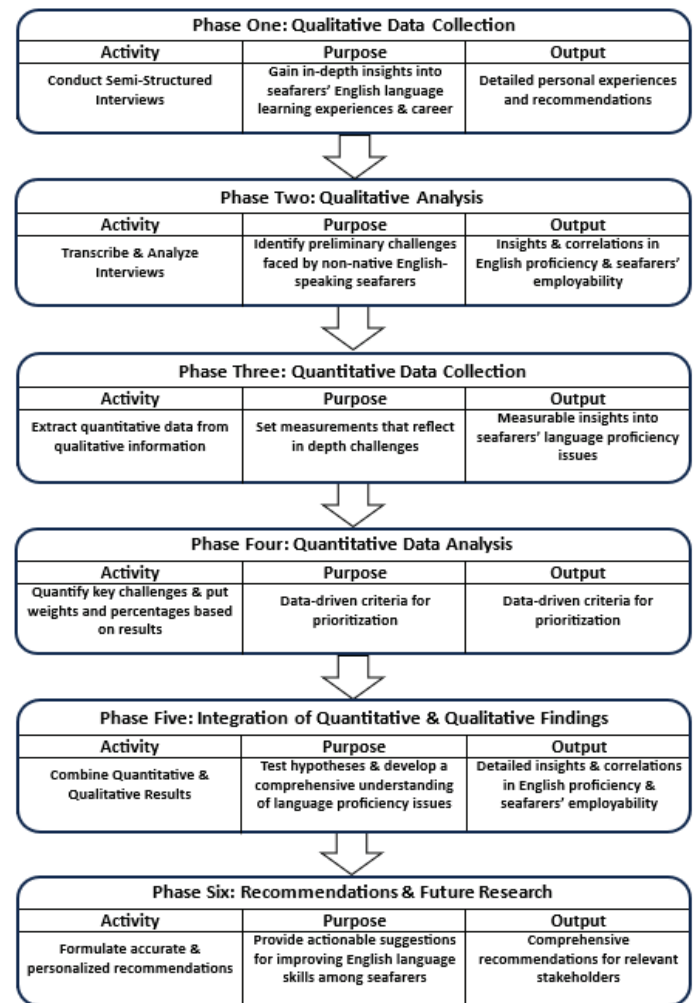 Phase One: Qualitative Data Collection
Activity
Purpose
Output
Conduct Semi-Structured
Interviews
Gain in-depth insights into
seafarers' English language
learning experiences & career
Detailed personal experiences
and recommendations
Phase Two: Qualitative Analysis
Activity
Purpose
Output
Transcribe & Analyze
Interviews
Identify preliminary challenges
faced by non-native English-
speaking seafarers
Insights & correlations in
English proficiency & seafarers'
employability
Phase Three: Quantitative Data Collection
Activity
Purpose
Output
Extract quantitative data from
qualitative information
Set measurements that reflect
in depth challenges
Measurable insights into
seafarers' language proficiency
issues
Phase Four: Quantitative Data Analysis
Activity
Purpose
Output
Quantify key challenges & put
weights and percentages based
on results
Data-driven criteria for
prioritization
Data-driven criteria for
prioritization
Phase Five: Integration of Quantitative & Qualitative Findings
Activity
Purpose
Output
Combine Quantitative &
Qualitative Results
Test hypotheses & develop a
comprehensive understanding
of language proficiency issues
Detailed insights & correlations
in English proficiency &
seafarers' employability
Phase Six: Recommendations & Future Research
Activity
Purpose
Output
Formulate accurate &
personalized recommendations
Provide actionable suggestions
for improving English language
skills among seafarers
Comprehensive
recommendations for relevant
stakeholders